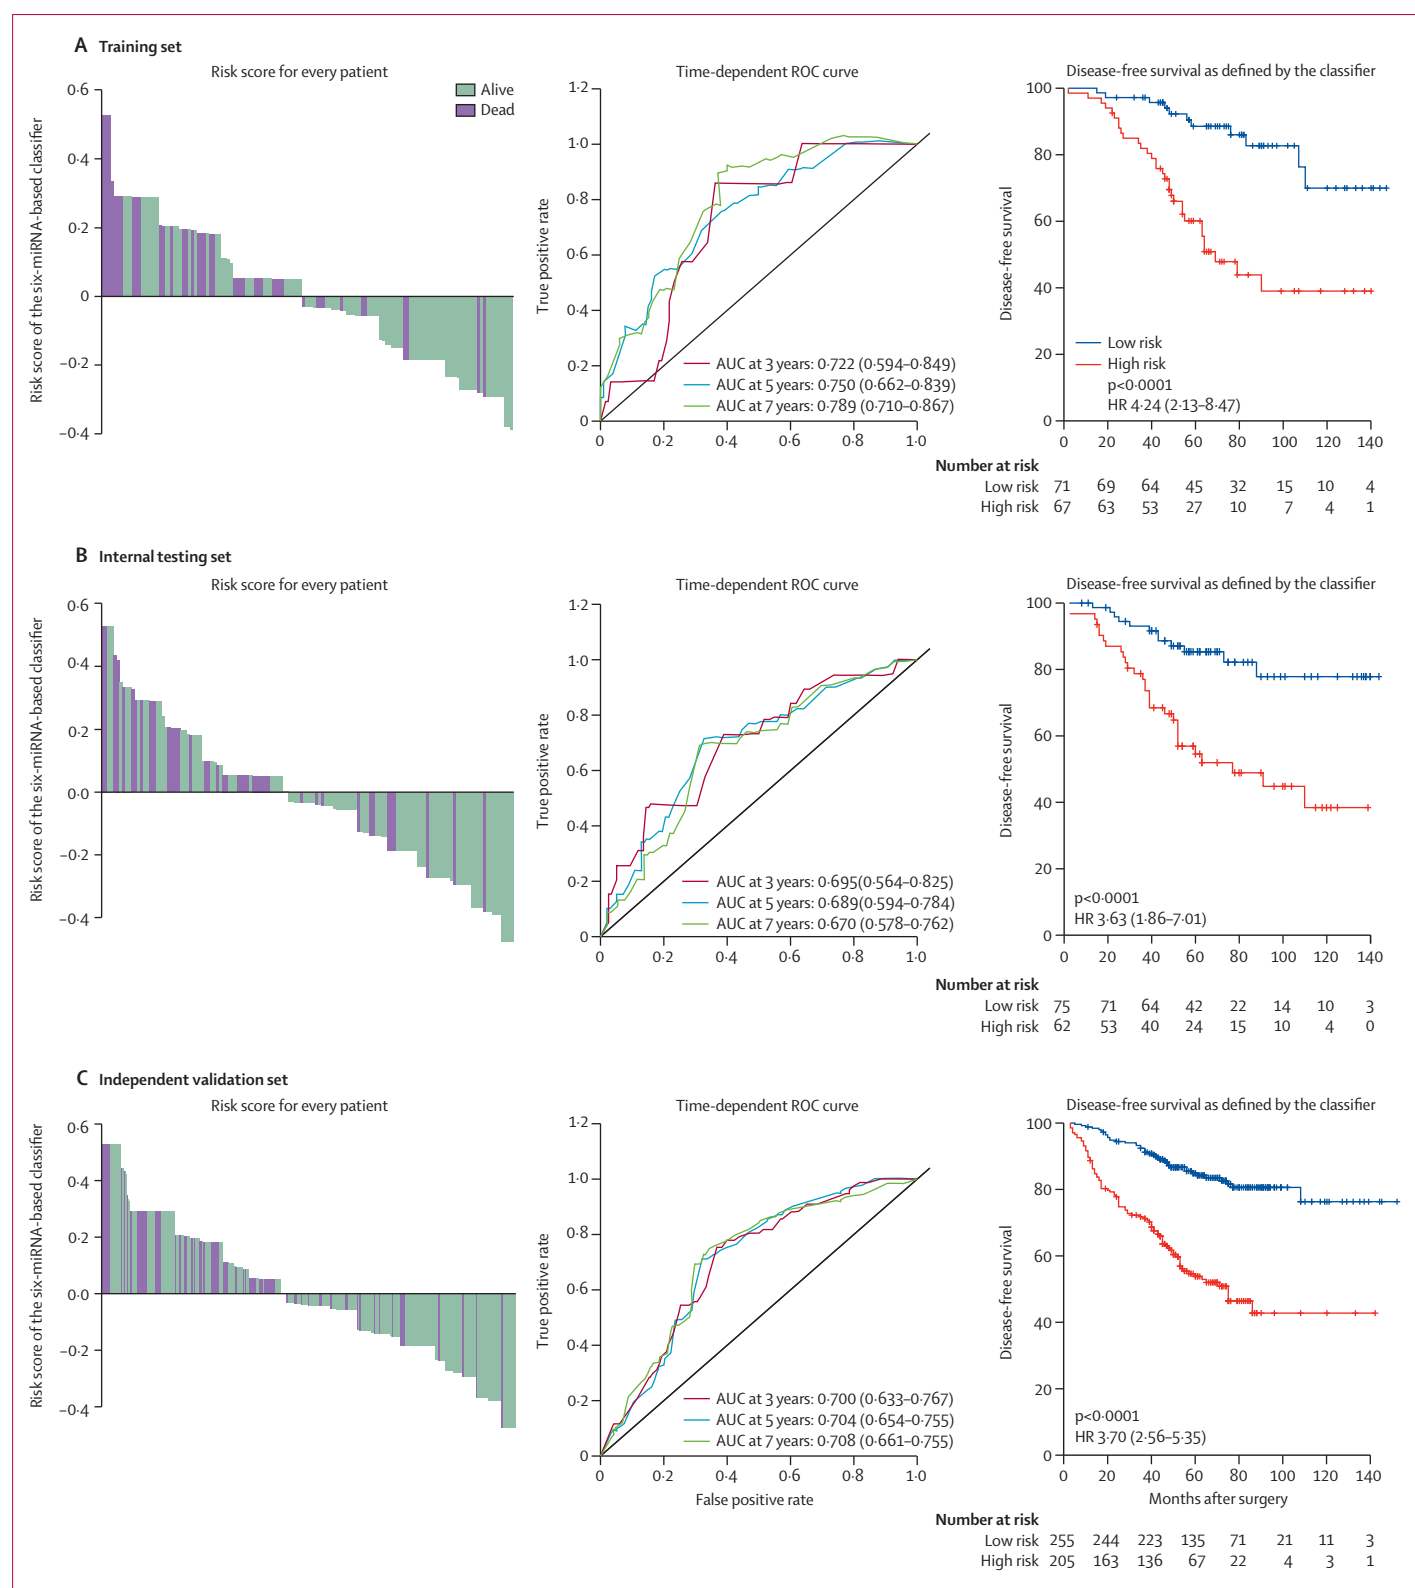 A Training set
Risk score for every patient
Time-dependent ROC curve
Disease-free survival as defined by the classifier
Risk score of the six-miRNA-based classifier
0·6
0·4
0·2
0
–0·2
–0·4
Alive
Dead
True positive rate
1·2
1·0
0·8
0·6
0·4
0·2
0
AUC at 3 years: 0·722 (0·594–0·849)
AUC at 5 years: 0·750 (0·662–0·839)
AUC at 7 years: 0·789 (0·710–0·867)
0 0·2 0·4 0·6 0·8 1·0
Disease-free survival
100
80
60
40
20
0
Low risk
High risk
p<0·0001
HR 4·24 (2·13–8·47)
0 20 40 60 80 100 120 140
Number at risk
Low risk 71 69 64 45 32 15 10 4
High risk 67 63 53 27 10 7 4 1
B Internal testing set
Risk score for every patient
Time-dependent ROC curve
Disease-free survival as defined by the classifier
Risk score of the six-miRNA-based classifier
0·6
0·4
0·2
0·0
–0·2
–0·4
True positive rate
1·2
1·0
0·8
0·6
0·4
0·2
0
AUC at 3 years: 0·695(0·564–0·825)
AUC at 5 years: 0·689(0·594–0·784)
AUC at 7 years: 0·670 (0·578–0·762)
0 0·2 0·4 0·6 0·8 1·0
Disease-free survival
100
80
60
40
20
0
p<0·0001
HR 3·63 (1·86–7·01)
0 20 40 60 80 100 120 140
Number at risk
Low risk 75 71 64 42 22 14 10 3
High risk 62 53 40 24 15 10 4 0
C Independent validation set
Risk score for every patient
Time-dependent ROC curve
Disease-free survival as defined by the classifier
Risk score of the six-miRNA-based classifier
0·6
0·4
0·2
0·0
–0·2
–0·4
True positive rate
1·2
1·0
0·8
0·6
0·4
0·2
0
AUC at 3 years: 0·700 (0·633–0·767)
AUC at 5 years: 0·704 (0·654–0·755)
AUC at 7 years: 0·708 (0·661–0·755)
0 0·2 0·4 0·6 0·8 1·0
False positive rate
Disease-free survival
100
80
60
40
20
0
p<0·0001
HR 3·70 (2·56–5·35)
0 20 40 60 80 100 120 140
Months after surgery
Number at risk
Low risk 255 244 223 135 71 21 11 3
High risk 205 163 136 67 22 4 3 1